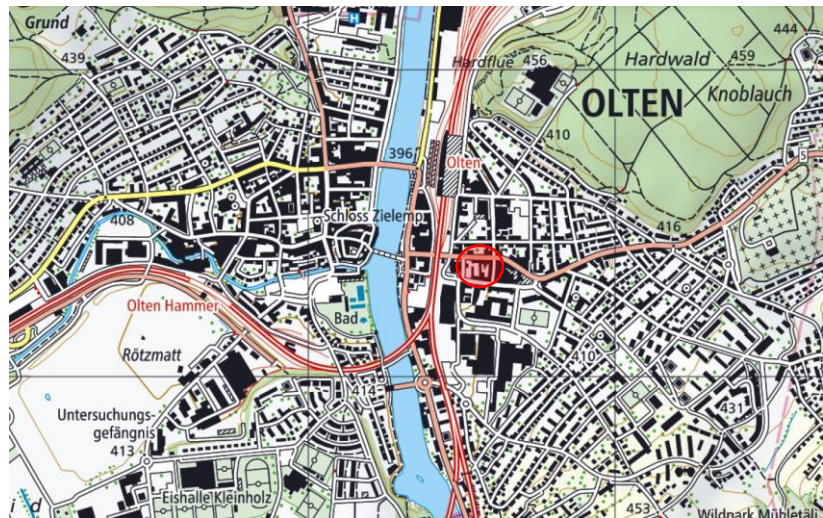 Grund
439
H
Hardflue
456
Hardwald
459
444
OLTEN
Knoblauch
410
396
Olten
S
408
Schloss Zielemp
416
Olten Hammer
Bad
Rötzmatt
410
414
Untersuchungs-
gefängnis
413
431
Eishalle Kleinholz
i d
453
Wildpark Mühletäli